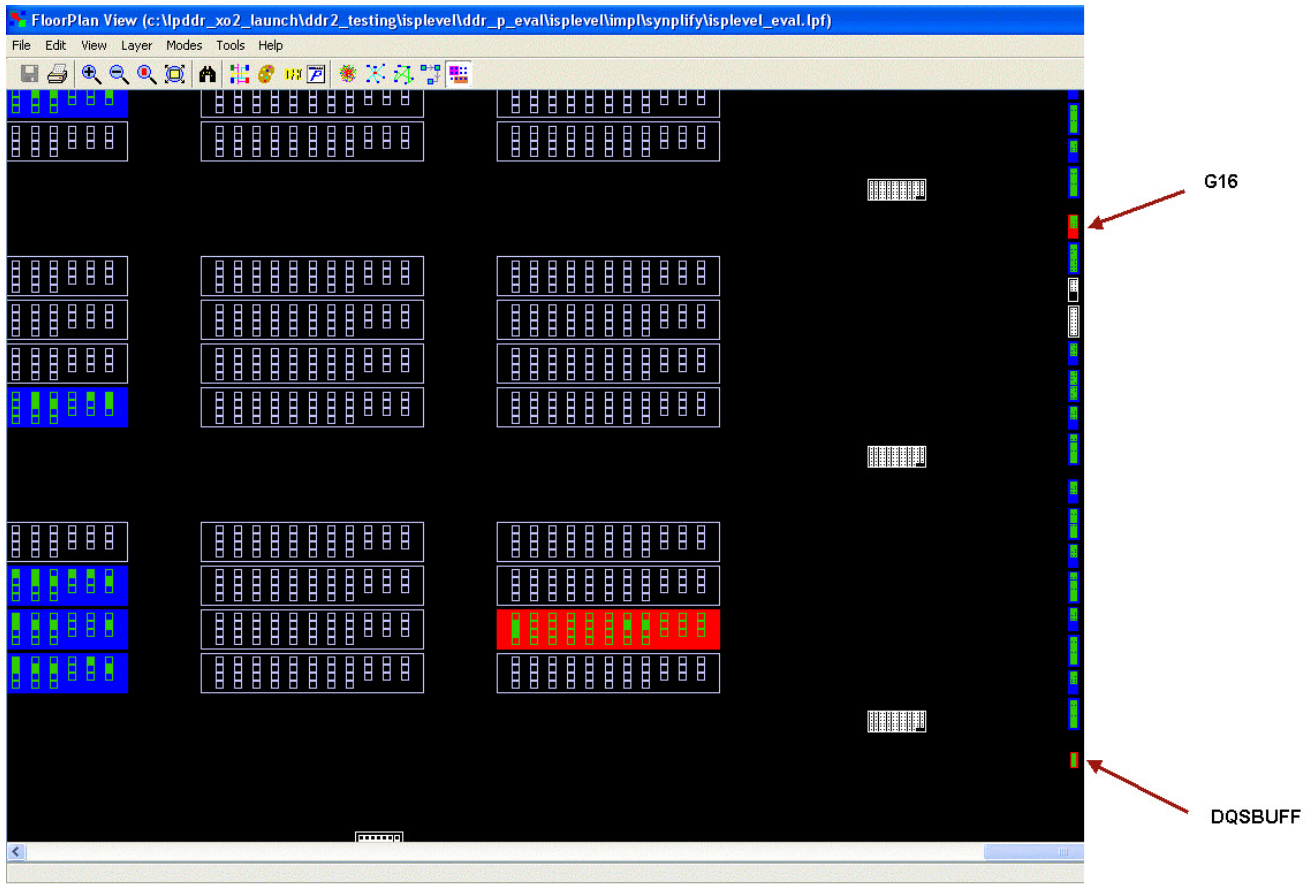 FloorPlan View (c:\lpddr_xo2_launch\ddr2_testing\isplevel\ddr_p_eval\isplevel\impl\synplify\isplevel_eval.lpf)
File Edit View Layer Modes Tools Help
G16
DQSBUFF